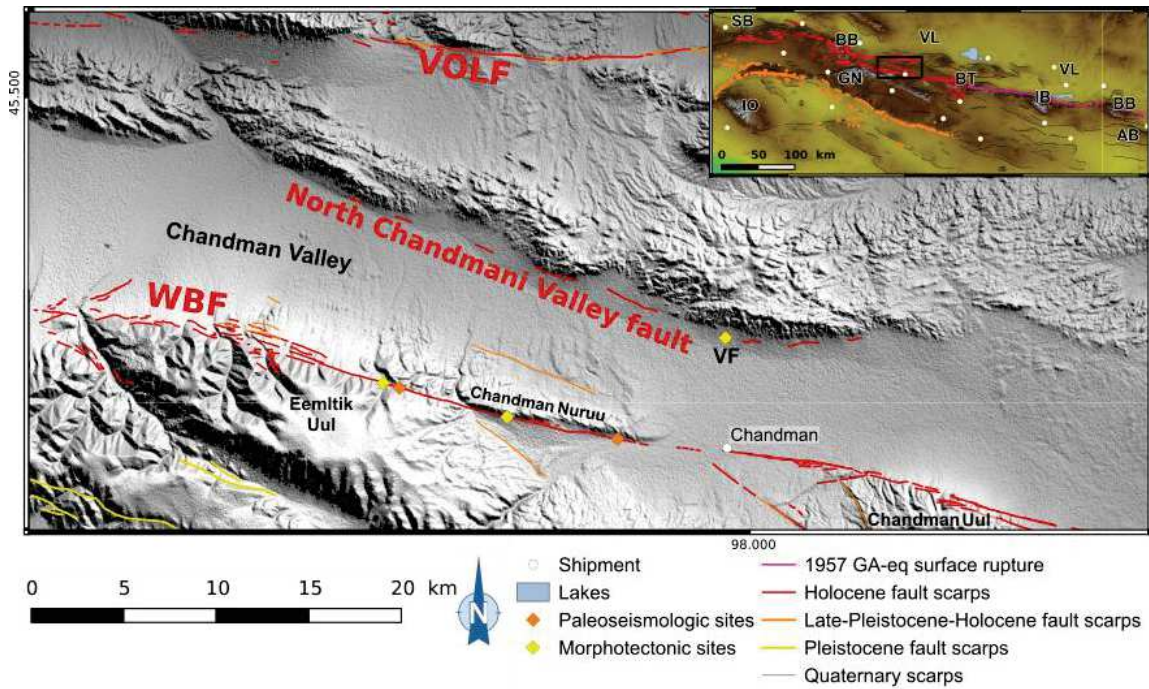 45.500
VOLF
SB
VL
BB
VL
GN
BT
IB
IO
BB
AB
0 50 100 km
North Chandmani Valley fault
Chandman Valley
WBF
VF
Eemltik
Uul
Chandman Nuruu
Chandman
Chandman Uul
98.000
0 5 10 15 20 km
N
Shipment
Lakes
Paleoseismologic sites
Morphotectonic sites
1957 GA-eq surface rupture
Holocene fault scarps
Late-Pleistocene-Holocene fault scarps
Pleistocene fault scarps
Quaternary scarps